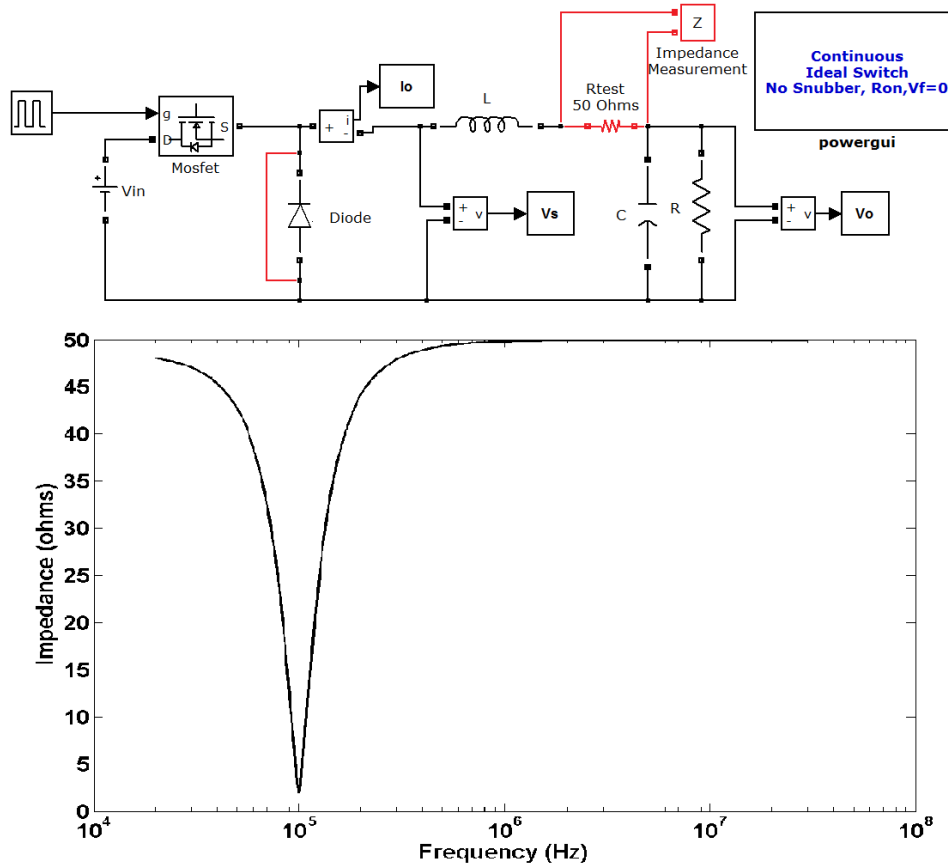 Z
Impedance
Measurement
Continuous
Ideal Switch
No Snubber, Ron,Vf=0
powergui
Io
Rtest
50 Ohms
L
g
D
S
Mosfet
+
i
-
+
Vin
Diode
+
-
v
Vs
C
R
+
-
v
Vo
50
45
40
35
30
25
20
15
10
5
0
Impedance (ohms)
10^4
10^5
10^6
10^7
10^8
Frequency (Hz)